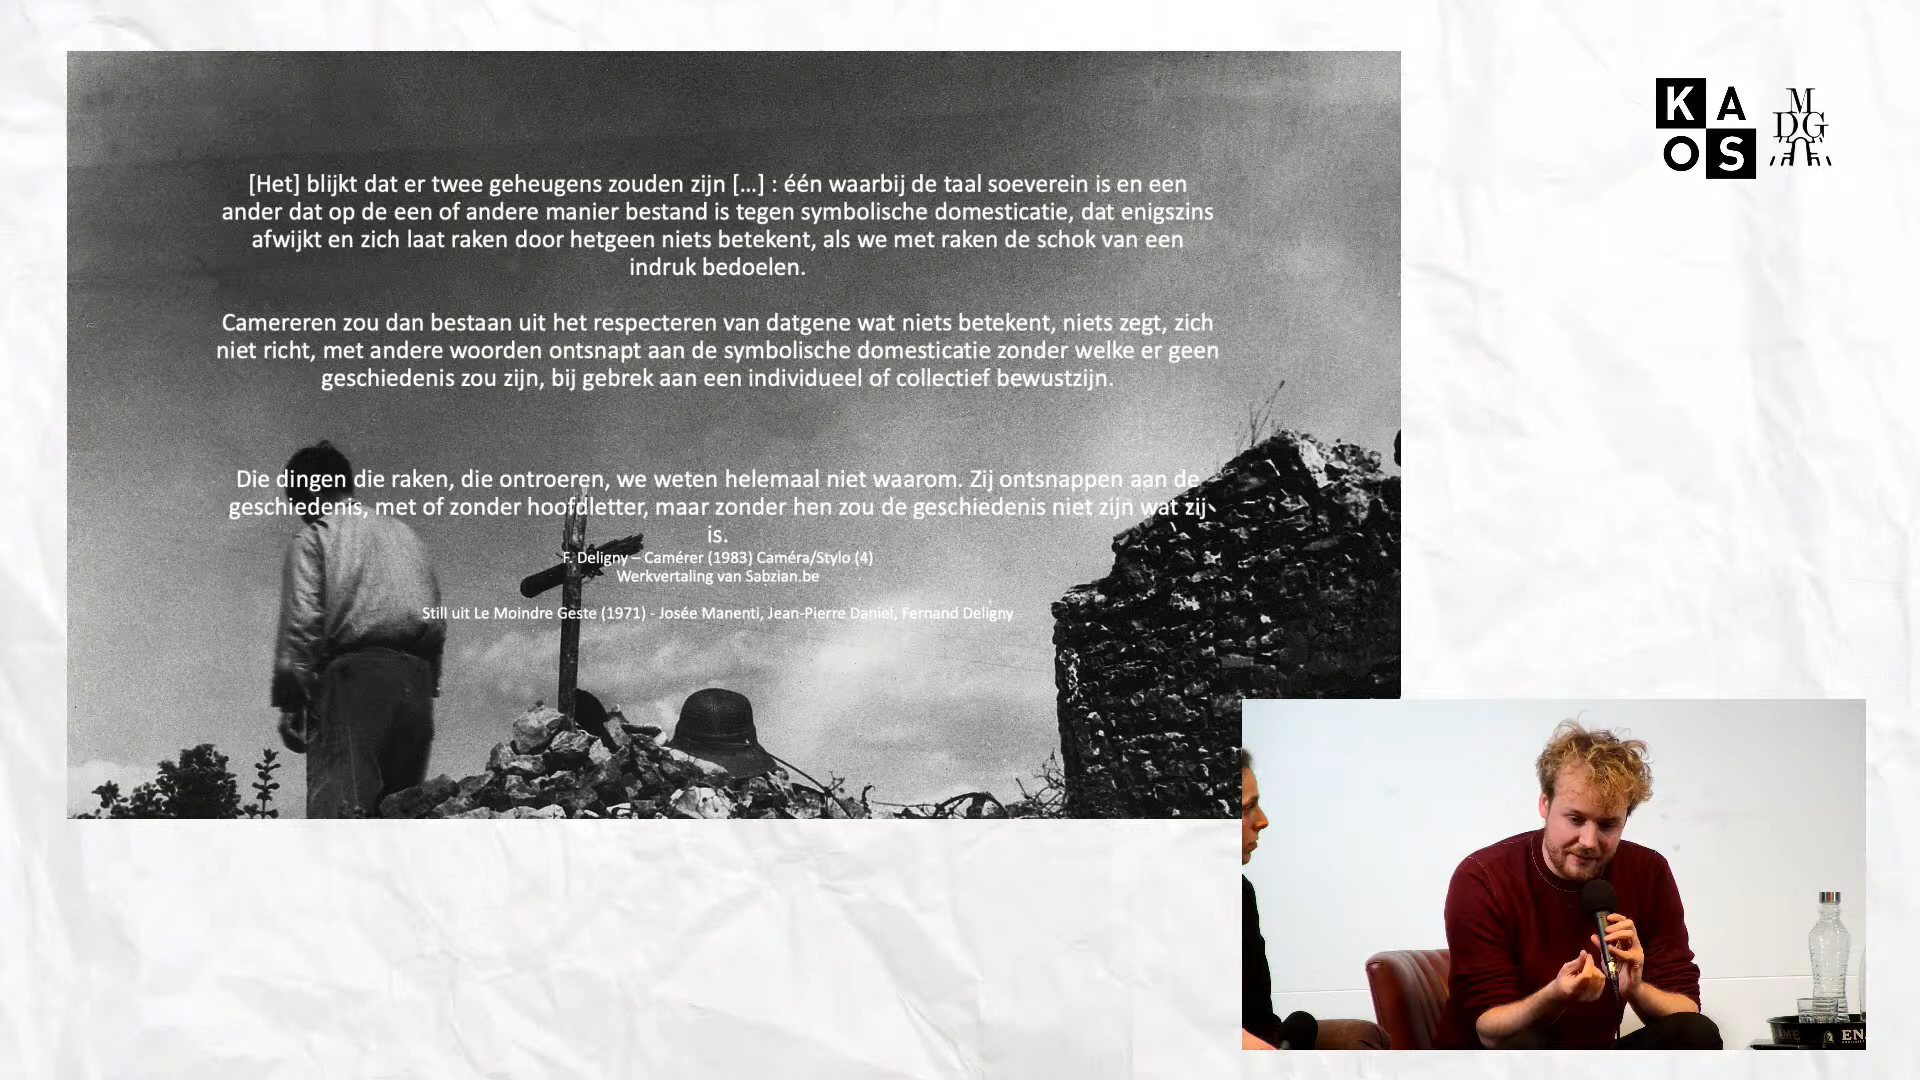 [Het] blijkt dat er twee geheugens zouden zijn [...] : één waarbij de taal soeverein is en een
ander dat op de een of andere manier bestand is tegen symbolische domesticatie, dat enigszins
afwijkt en zich laat raken door hetgeen niets betekent, als we met raken de schok van een
indruk bedoelen.
Camereren zou dan bestaan uit het respecteren van datgene wat niets betekent, niets zegt, zich
niet richt, met andere woorden ontsnapt aan de symbolische domesticatie zonder welke er geen
geschiedenis zou zijn, bij gebrek aan een individueel of collectief bewustzijn.
Die dingen die raken, die ontroeren, we weten helemaal niet waarom. Zij ontsnappen aan de
geschiedenis, met of zonder hoofdletter, maar zonder hen zou de geschiedenis niet zijn wat zij
is.
F. Deligny – Camérer (1983) Caméra/Stylo (4)
Werkvertaling van Sabzian.be
Still uit Le Moindre Geste (1971) - Josée Manenti, Jean-Pierre Daniel, Fernand Deligny
KA
OS
M
DG
EN